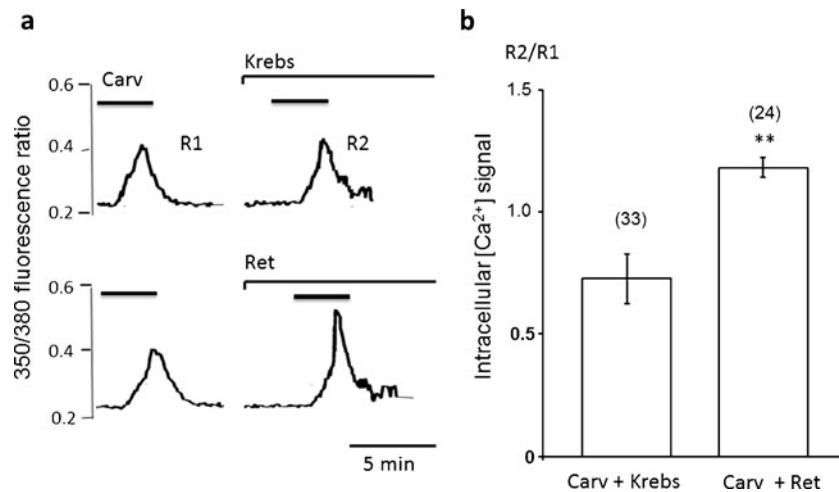 a
Carv
Krebs
0.6
0.4
0.2
R1
R2
Ret
0.6
0.4
0.2
350/380 fluorescence ratio
5 min
b
R2/R1
1.5
1.0
0.5
0
Intracellular [Ca²⁺] signal
(33)
(24)
**
Carv + Krebs
Carv + Ret